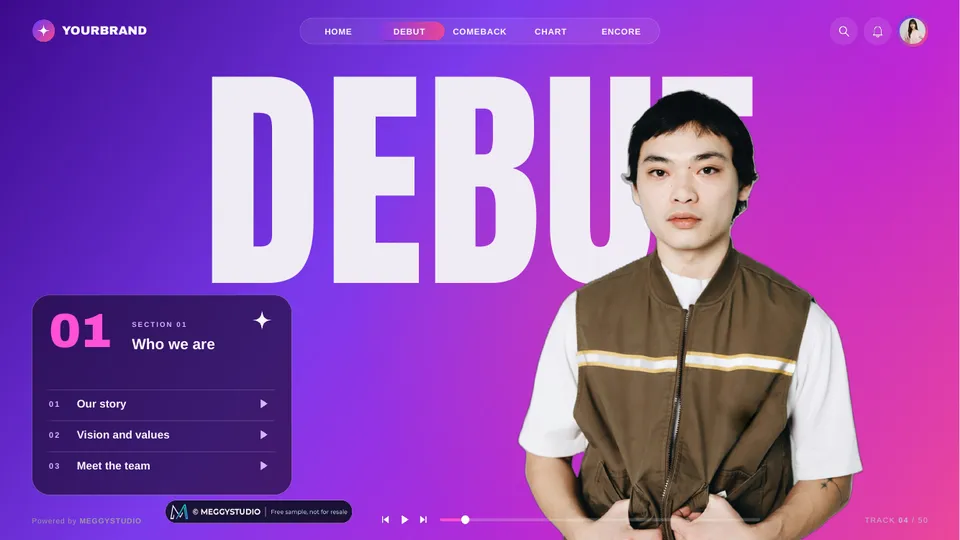 YOURBRAND
HOME
DEBUT
COMEBACK
CHART
ENCORE
DEBUT
01
SECTION 01
Who we are
01 Our story
02 Vision and values
03 Meet the team
© MEGGYSTUDIO | Free sample, not for resale
Powered by MEGGYSTUDIO
TRACK 04 / 50